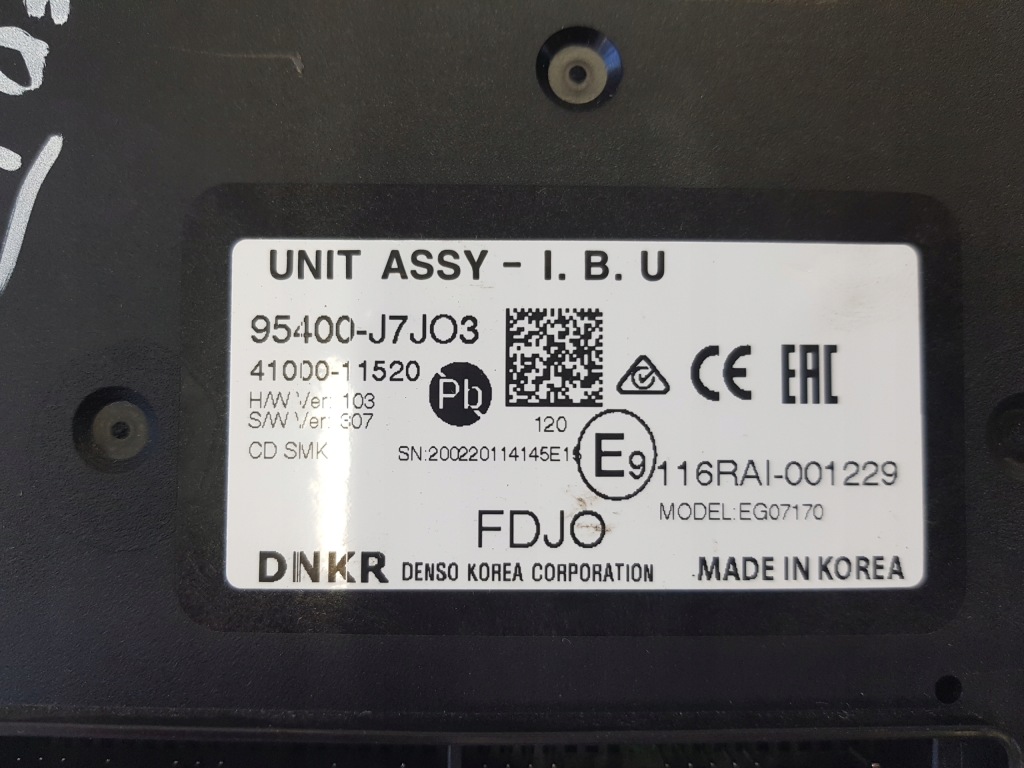 UNIT ASSY - I. B. U
95400-J7JO3
41000-11520
Pb
H/W Ver: 103
S/W Ver: 307
120
CD SMK
SN:200220114145E15
CE
EAC
E9
116RAI-001229
MODEL:EG07170
FDJO
DNKR DENSO KOREA CORPORATION
MADE IN KOREA